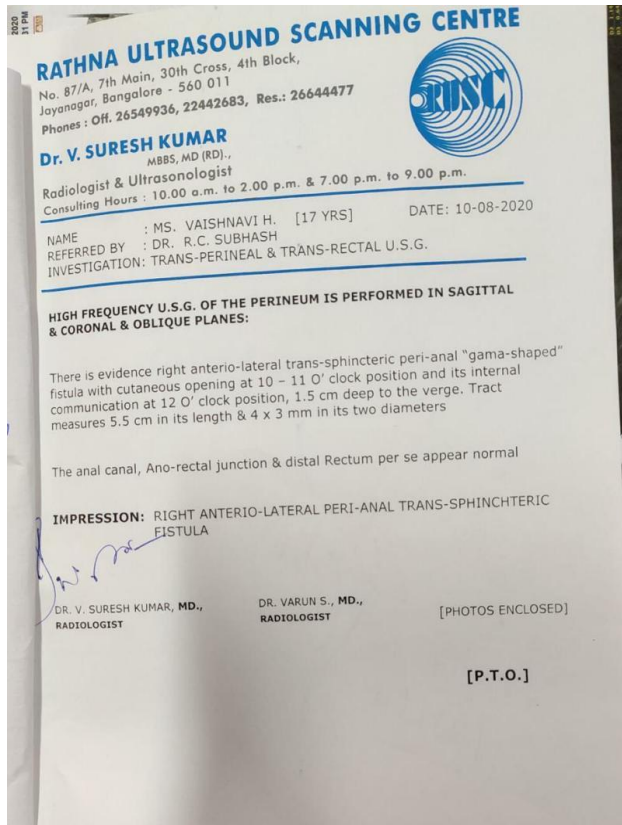 2020
31 PM
RATHNA ULTRASOUND SCANNING CENTRE
No. 87/A, 7th Main, 30th Cross, 4th Block,
Jayanagar, Bangalore - 560 011
Phones : Off. 26549936, 22442683, Res.: 26644477
RUSC
Dr. V. SURESH KUMAR
MBBS, MD (RD).,
Radiologist & Ultrasonologist
Consulting Hours : 10.00 a.m. to 2.00 p.m. & 7.00 p.m. to 9.00 p.m.
NAME : MS. VAISHNAVI H. [17 YRS] DATE: 10-08-2020
REFERRED BY : DR. R.C. SUBHASH
INVESTIGATION: TRANS-PERINEAL & TRANS-RECTAL U.S.G.
HIGH FREQUENCY U.S.G. OF THE PERINEUM IS PERFORMED IN SAGITTAL
& CORONAL & OBLIQUE PLANES:
There is evidence right anterio-lateral trans-sphincteric peri-anal “gama-shaped”
fistula with cutaneous opening at 10 – 11 O’ clock position and its internal
communication at 12 O’ clock position, 1.5 cm deep to the verge. Tract
measures 5.5 cm in its length & 4 x 3 mm in its two diameters
The anal canal, Ano-rectal junction & distal Rectum per se appear normal
IMPRESSION: RIGHT ANTERIO-LATERAL PERI-ANAL TRANS-SPHINCHTERIC
FISTULA
DR. V. SURESH KUMAR, MD., DR. VARUN S., MD., [PHOTOS ENCLOSED]
RADIOLOGIST RADIOLOGIST
[P.T.O.]